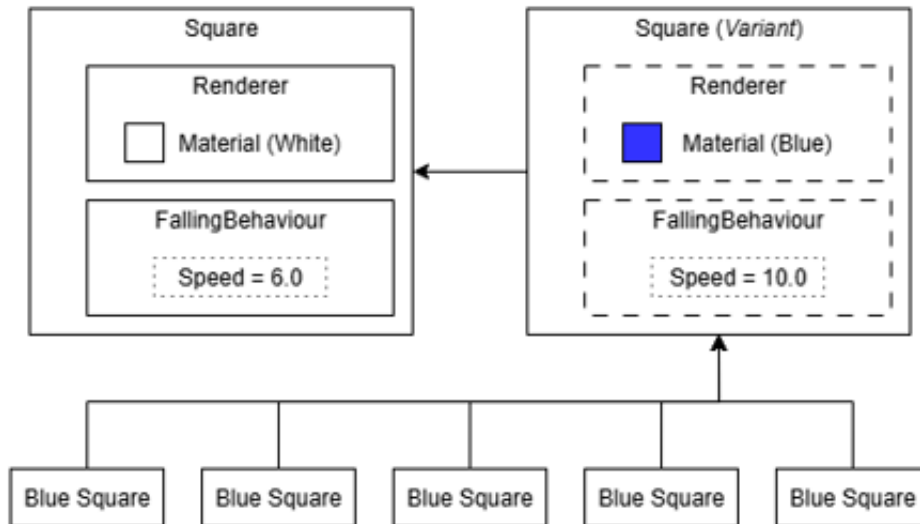 Square
Renderer
Material (White)
FallingBehaviour
Speed = 6.0
Square (Variant)
Renderer
Material (Blue)
FallingBehaviour
Speed = 10.0
Blue Square
Blue Square
Blue Square
Blue Square
Blue Square